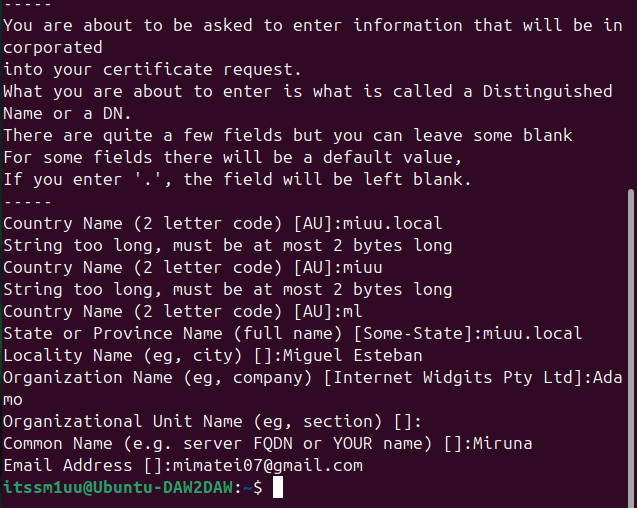 -----
You are about to be asked to enter information that will be in
corporated
into your certificate request.
What you are about to enter is what is called a Distinguished
Name or a DN.
There are quite a few fields but you can leave some blank
For some fields there will be a default value,
If you enter '.', the field will be left blank.
-----
Country Name (2 letter code) [AU]:miuu.local
String too long, must be at most 2 bytes long
Country Name (2 letter code) [AU]:miuu
String too long, must be at most 2 bytes long
Country Name (2 letter code) [AU]:ml
State or Province Name (full name) [Some-State]:miuu.local
Locality Name (eg, city) []:Miguel Esteban
Organization Name (eg, company) [Internet Widgits Pty Ltd]:Ada
mo
Organizational Unit Name (eg, section) []:
Common Name (e.g. server FQDN or YOUR name) []:Miruna
Email Address []:mimatei07@gmail.com
itssm1uu@Ubuntu-DAW2DAW:~$